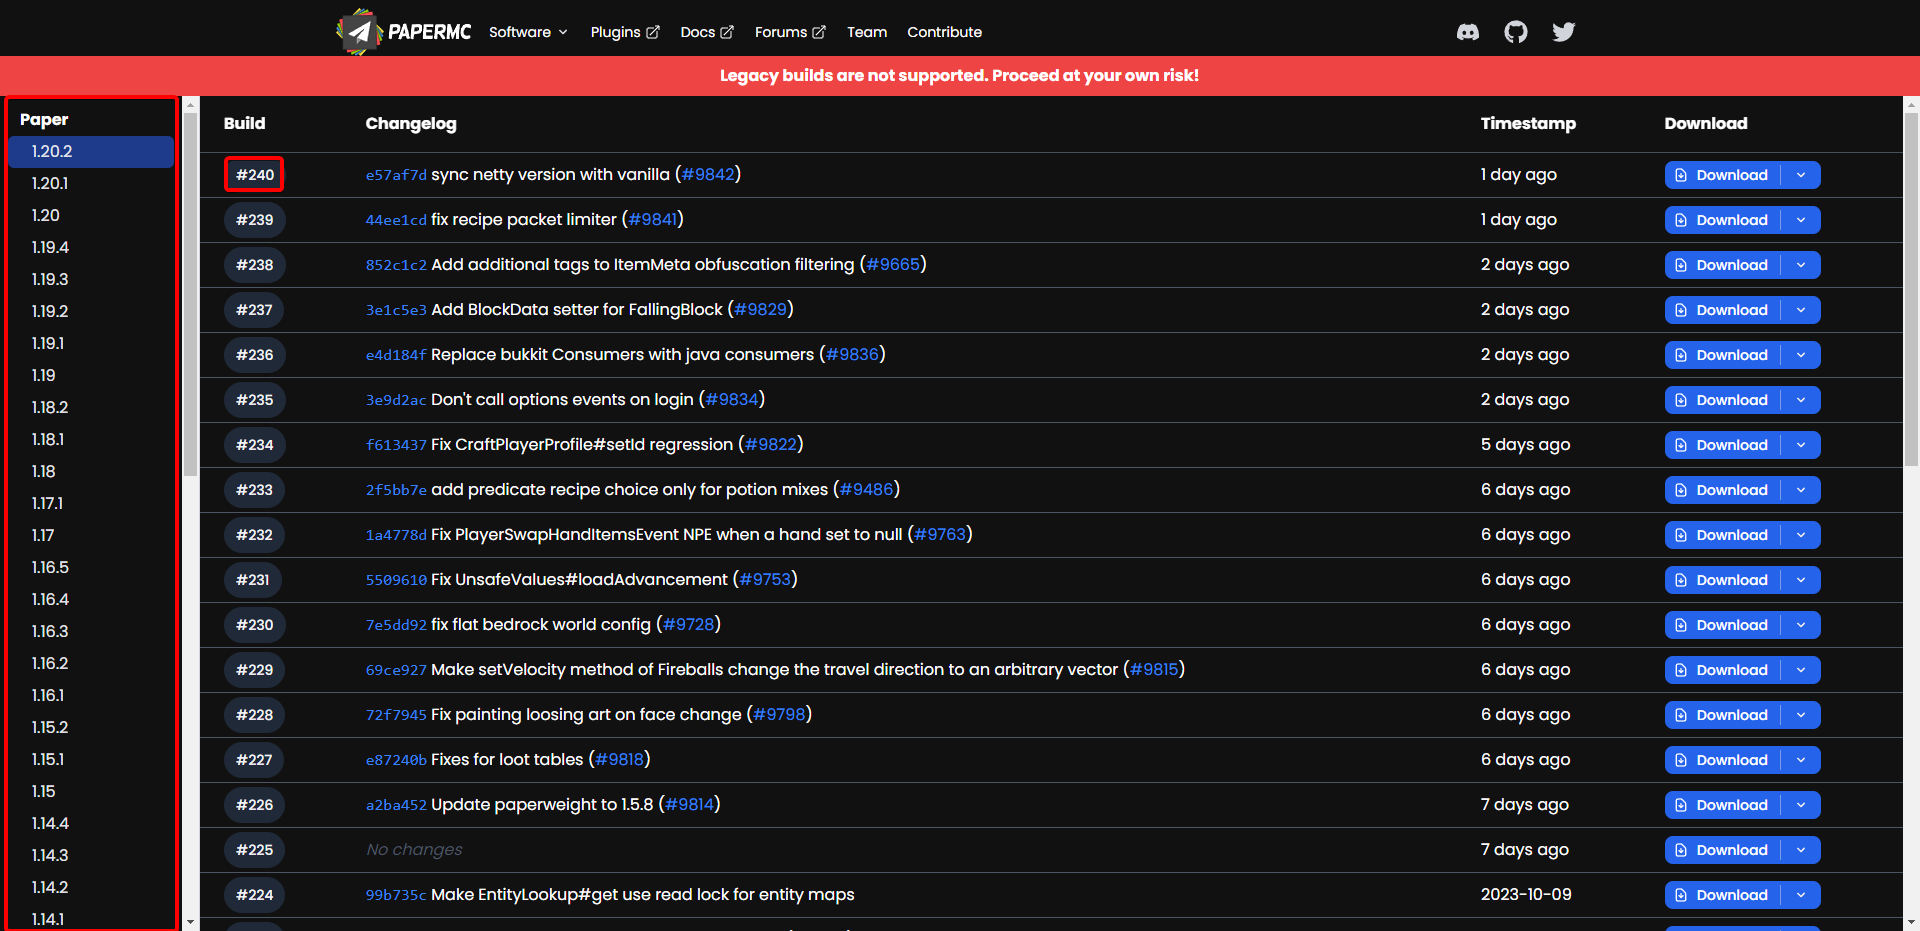 PAPERMC Software Plugins Docs Forums Team Contribute
Legacy builds are not supported. Proceed at your own risk!
Paper
1.20.2
1.20.1
1.20
1.19.4
1.19.3
1.19.2
1.19.1
1.19
1.18.2
1.18.1
1.18
1.17.1
1.17
1.16.5
1.16.4
1.16.3
1.16.2
1.16.1
1.15.2
1.15.1
1.15
1.14.4
1.14.3
1.14.2
1.14.1
Build Changelog Timestamp Download
#240 e57af7d sync netty version with vanilla (#9842) 1 day ago Download
#239 44ee1cd fix recipe packet limiter (#9841) 1 day ago Download
#238 852c1c2 Add additional tags to ItemMeta obfuscation filtering (#9665) 2 days ago Download
#237 3e1c5e3 Add BlockData setter for FallingBlock (#9829) 2 days ago Download
#236 e4d184f Replace bukkit Consumers with java consumers (#9836) 2 days ago Download
#235 3e9d2ac Don't call options events on login (#9834) 2 days ago Download
#234 f613437 Fix CraftPlayerProfile#setId regression (#9822) 5 days ago Download
#233 2f5bb7e add predicate recipe choice only for potion mixes (#9486) 6 days ago Download
#232 1a4778d Fix PlayerSwapHandItemsEvent NPE when a hand set to null (#9763) 6 days ago Download
#231 5509610 Fix UnsafeValues#loadAdvancement (#9753) 6 days ago Download
#230 7e5dd92 fix flat bedrock world config (#9728) 6 days ago Download
#229 69ce927 Make setVelocity method of Fireballs change the travel direction to an arbitrary vector (#9815) 6 days ago Download
#228 72f7945 Fix painting loosing art on face change (#9798) 6 days ago Download
#227 e87240b Fixes for loot tables (#9818) 6 days ago Download
#226 a2ba452 Update paperweight to 1.5.8 (#9814) 7 days ago Download
#225 No changes 7 days ago Download
#224 99b735c Make EntityLookup#get use read lock for entity maps 2023-10-09 Download